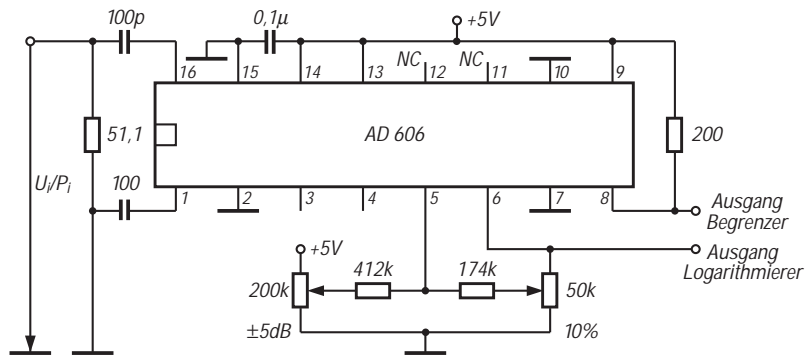 100p
0,1µ
+5V
16
15
14
13
NC
12
NC
11
10
9
51,1
AD 606
200
Ui/Pi
100
1
2
3
4
5
6
7
8
Ausgang
Begrenzer
+5V
412k
174k
Ausgang
Logarithmierer
200k
50k
±5dB
10%